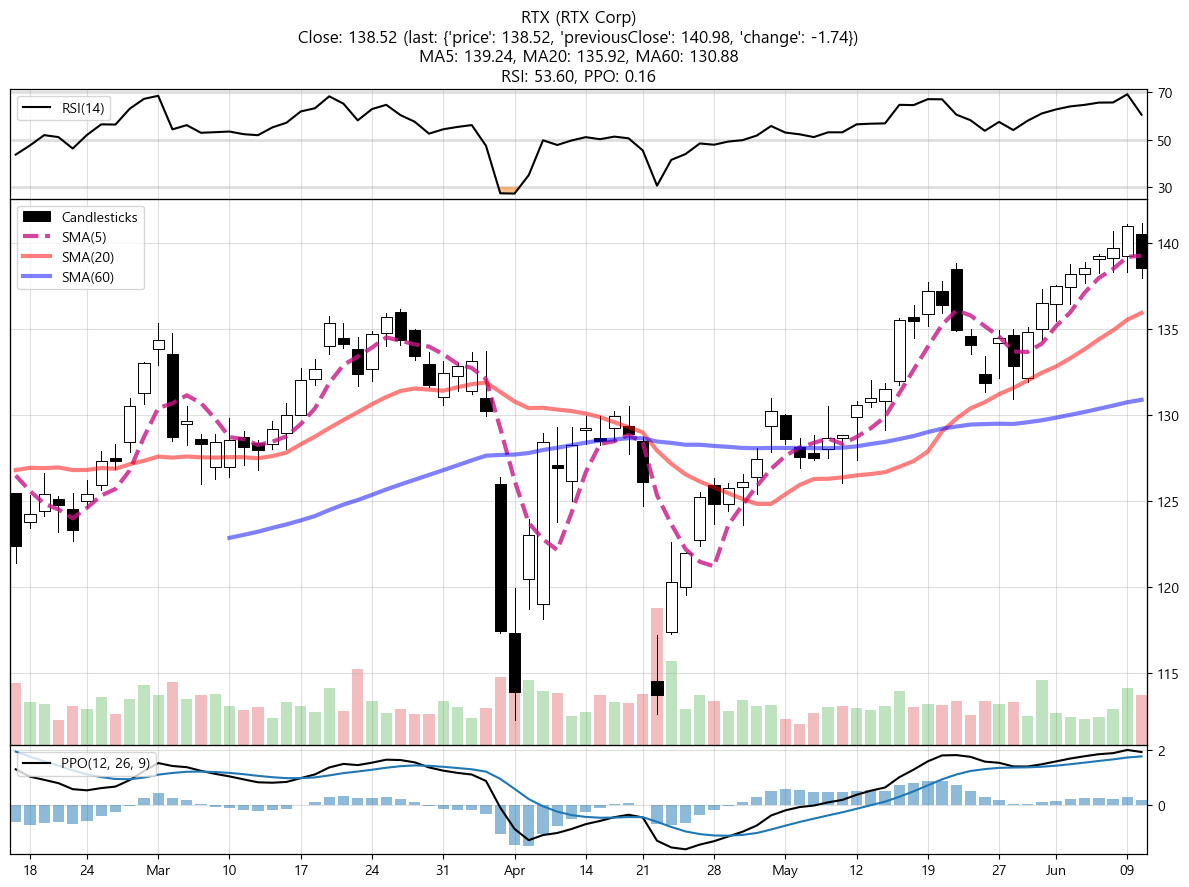 RTX (RTX Corp)
Close: 138.52 (last: {'price': 138.52, 'previousClose': 140.98, 'change': -1.74})
MA5: 139.24, MA20: 135.92, MA60: 130.88
RSI: 53.60, PPO: 0.16
RSI(14)
70
50
30
Candlesticks
SMA(5)
SMA(20)
SMA(60)
140
135
130
125
120
115
PPO(12, 26, 9)
2
0
18 24 Mar 10 17 24 31 Apr 14 21 28 May 12 19 27 Jun 09